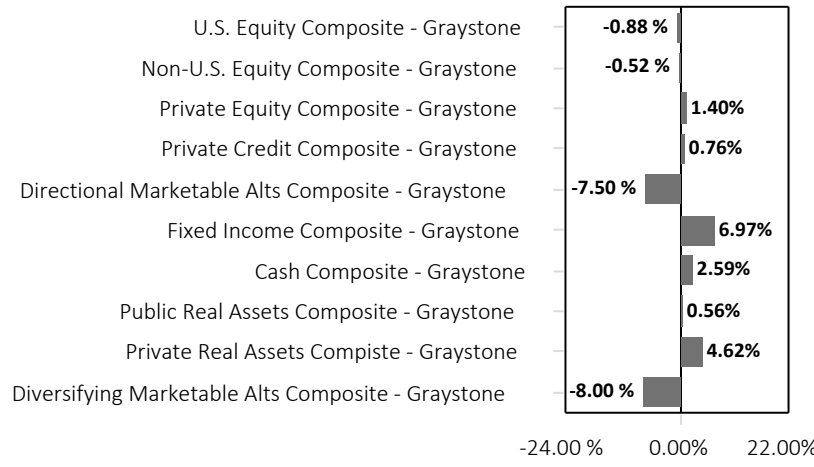 U.S. Equity Composite - Graystone -0.88 %
Non-U.S. Equity Composite - Graystone -0.52 %
Private Equity Composite - Graystone 1.40%
Private Credit Composite - Graystone 0.76%
Directional Marketable Alts Composite - Graystone -7.50 %
Fixed Income Composite - Graystone 6.97%
Cash Composite - Graystone 2.59%
Public Real Assets Composite - Graystone 0.56%
Private Real Assets Compiste - Graystone 4.62%
Diversifying Marketable Alts Composite - Graystone -8.00 %
-24.00 % 0.00% 22.00%